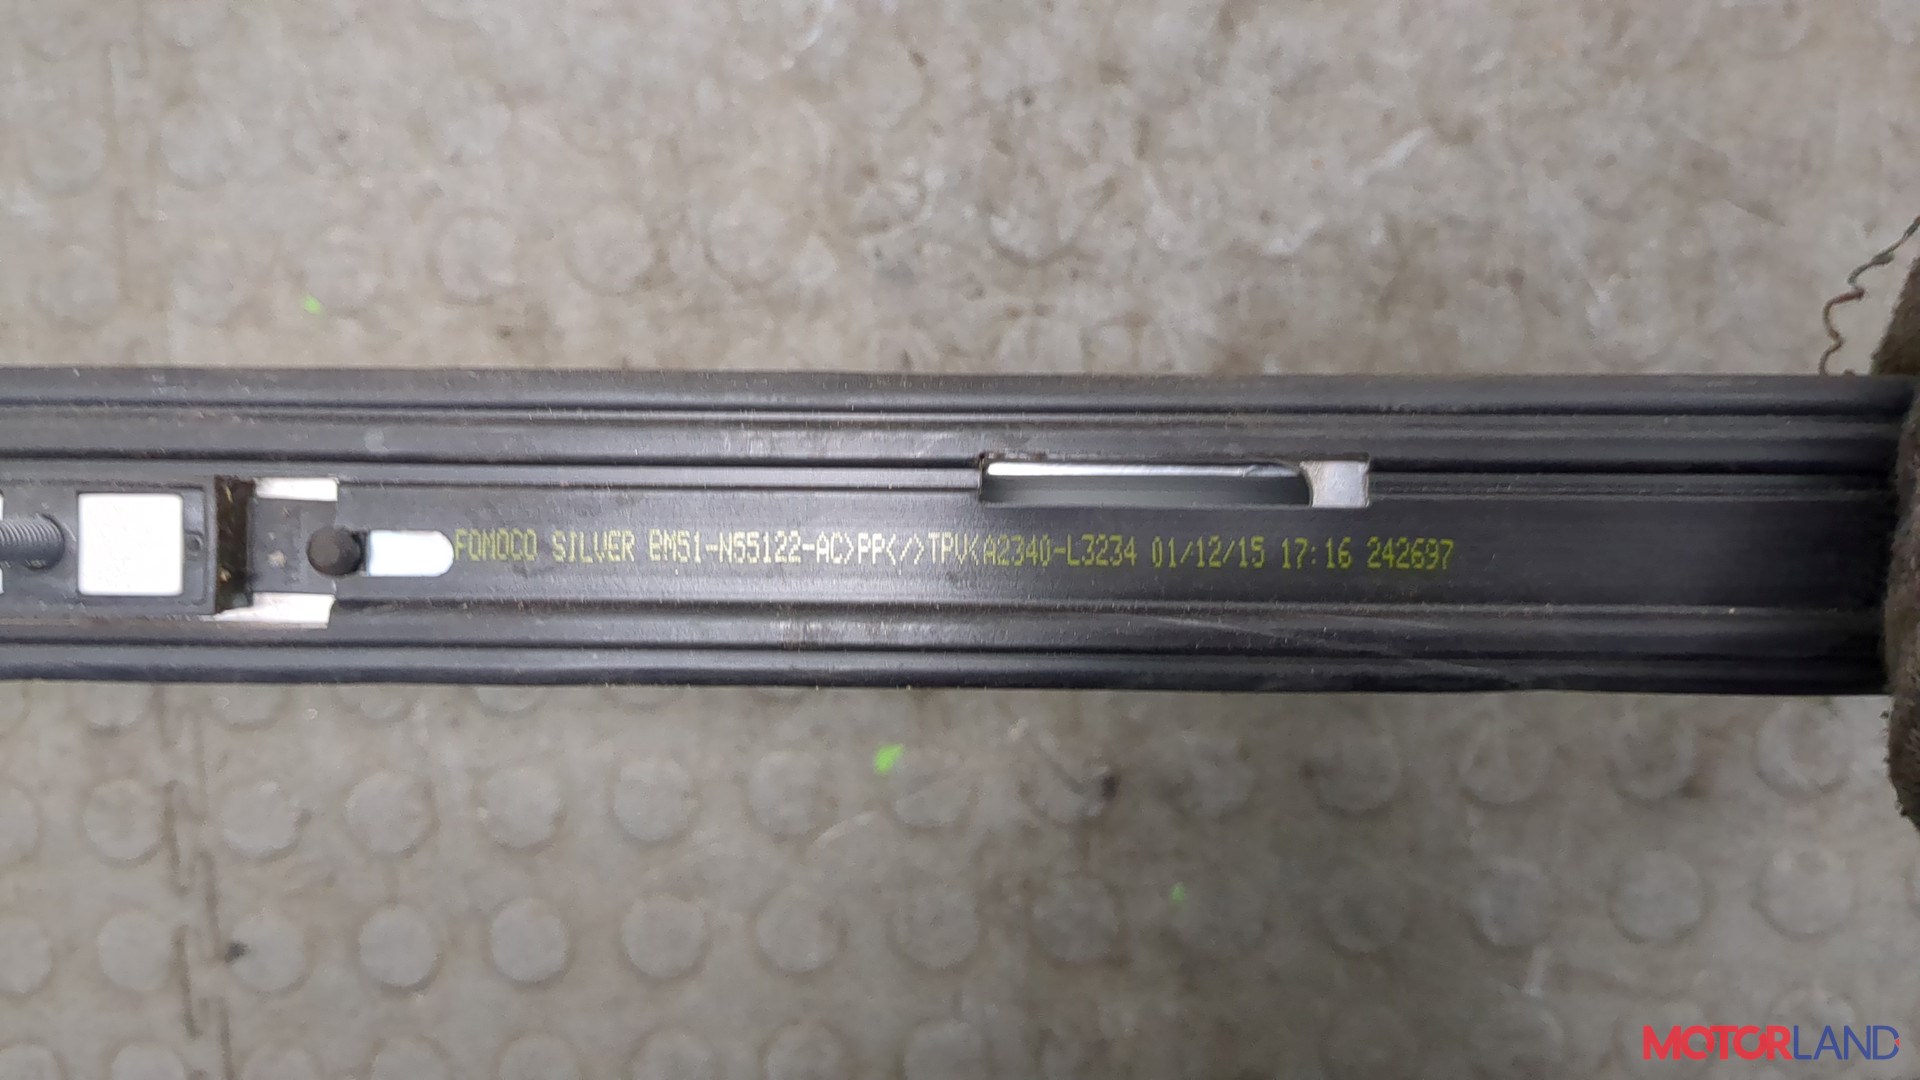 FOMOCO SILVER BM51-N55122-AC>PP</>TPV<A2340-L3234 01/12/15 17:16 242697
MOTORLAND